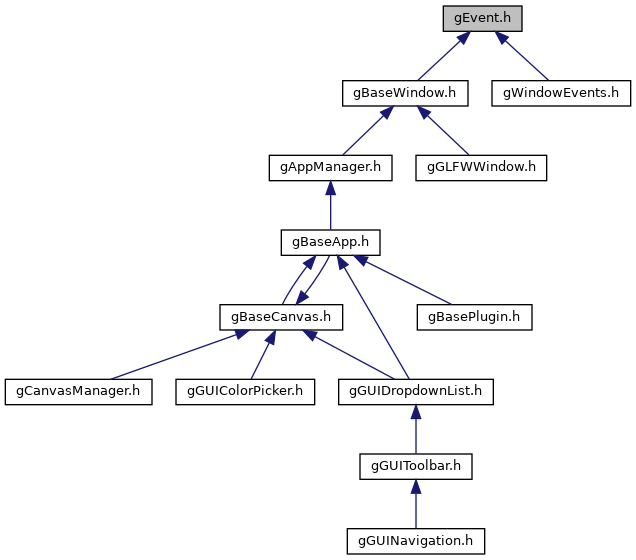 gEvent.h
gBaseWindow.h
gWindowEvents.h
gAppManager.h
gGLFWWindow.h
gBaseApp.h
gBaseCanvas.h
gBasePlugin.h
gCanvasManager.h
gGUIColorPicker.h
gGUIDropdownList.h
gGUIToolbar.h
gGUINavigation.h